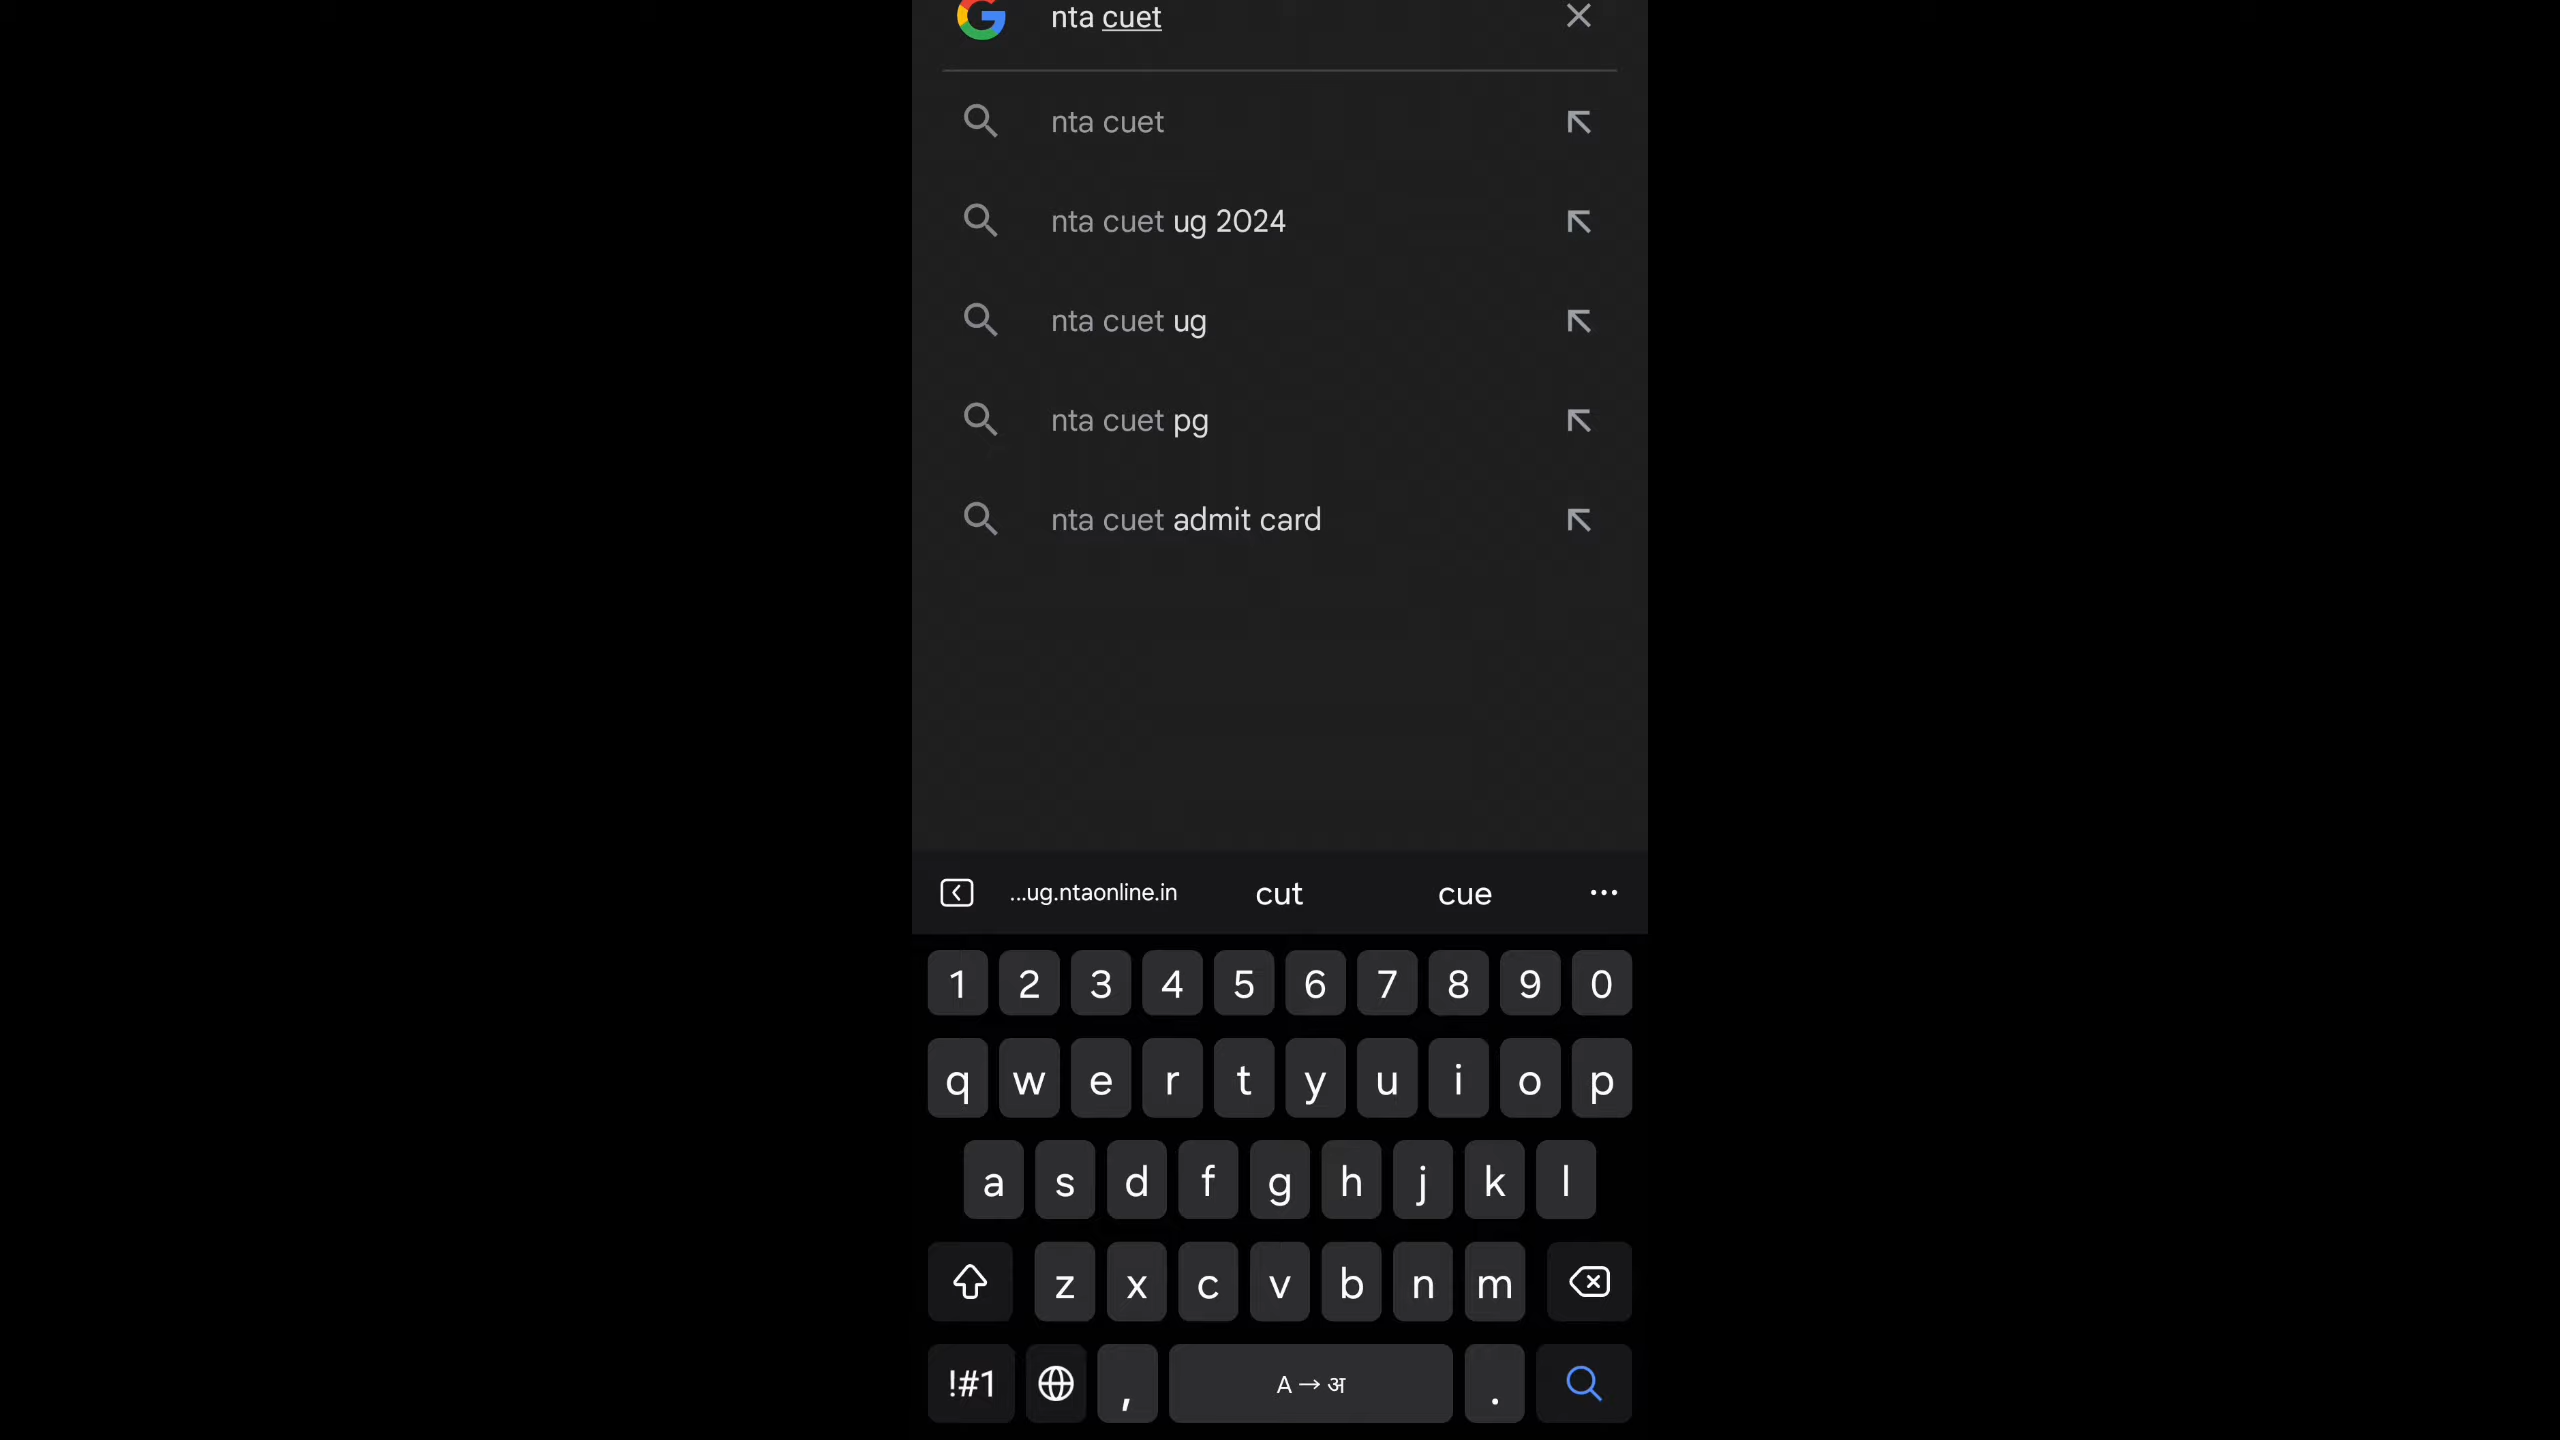 nta cuet
nta cuet
nta cuet ug 2024
nta cuet ug
nta cuet pg
nta cuet admit card
...ug.ntaonline.in cut cue ...
1 2 3 4 5 6 7 8 9 0
q w e r t y u i o p
a s d f g h j k l
z x c v b n m
!#1 , A → अ .